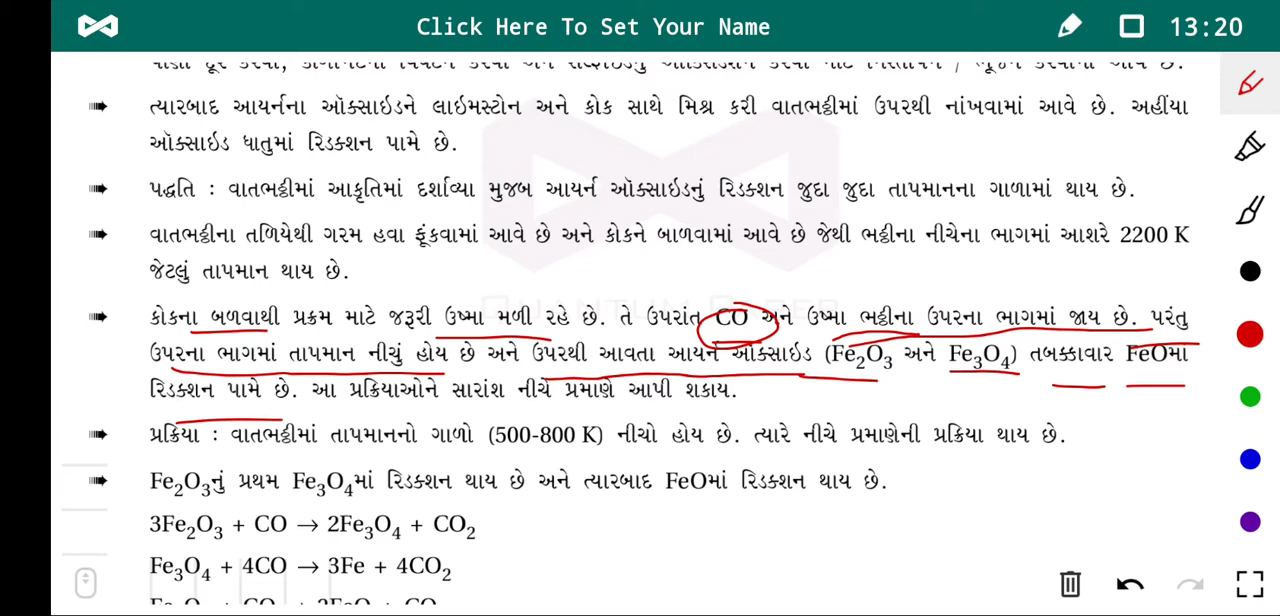 Click Here To Set Your Name
13:20
ત્યારબાદ આયર્નના ઑક્સાઇડને લાઇમસ્ટોન અને કોક સાથે મિશ્ર કરી વાતભઠ્ઠીમાં ઉપરથી નાંખવામાં આવે છે. અહીંયા
ઑક્સાઇડ ધાતુમાં રિડક્શન પામે છે.
પદ્ધતિ : વાતભઠ્ઠીમાં આકૃતિમાં દર્શાવ્યા મુજબ આયર્ન ઑક્સાઇડનું રિડક્શન જુદા જુદા તાપમાનના ગાળામાં થાય છે.
વાતભઠ્ઠીના તળિયેથી ગરમ હવા ફૂંકવામાં આવે છે અને કોકને બાળવામાં આવે છે જેથી ભઠ્ઠીના નીચેના ભાગમાં આશરે 2200 K
જેટલું તાપમાન થાય છે.
કોકના બળવાથી પ્રક્રમ માટે જરૂરી ઉષ્મા મળી રહે છે. તે ઉપરાંત CO અને ઉષ્મા ભઠ્ઠીના ઉપરના ભાગમાં જાય છે. પરંતુ
ઉપરના ભાગમાં તાપમાન નીચું હોય છે અને ઉપરથી આવતા આયર્ન ઑક્સાઇડ (Fe₂O₃ અને Fe₃O₄) તબક્કાવાર FeOમાં
રિડક્શન પામે છે. આ પ્રક્રિયાઓને સારાંશ નીચે પ્રમાણે આપી શકાય.
પ્રક્રિયા : વાતભઠ્ઠીમાં તાપમાનનો ગાળો (500-800 K) નીચો હોય છે. ત્યારે નીચે પ્રમાણેની પ્રક્રિયા થાય છે.
Fe₂O₃નું પ્રથમ Fe₃O₄માં રિડક્શન થાય છે અને ત્યારબાદ FeOમાં રિડક્શન થાય છે.
3Fe₂O₃ + CO → 2Fe₃O₄ + CO₂
Fe₃O₄ + 4CO → 3Fe + 4CO₂